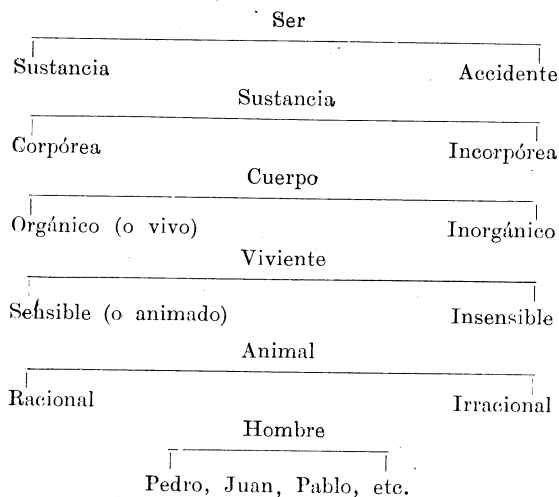 Ser
Sustancia Accidente
Sustancia
Corpórea Incorpórea
Cuerpo
Orgánico (o vivo) Inorgánico
Viviente
Sensible (o animado) Insensible
Animal
Racional Irracional
Hombre
Pedro, Juan, Pablo, etc.